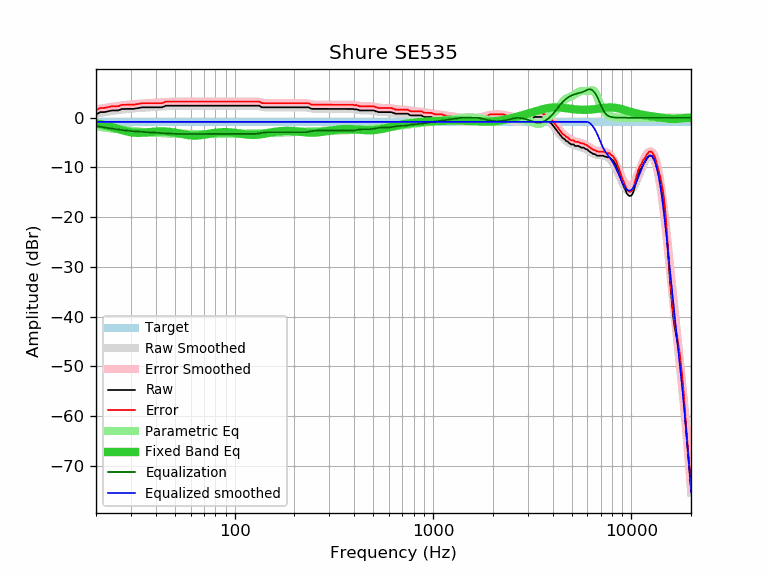 Shure SE535
Amplitude (dBr)
0
−10
−20
−30
−40
−50
−60
−70
Target
Raw Smoothed
Error Smoothed
Raw
Error
Parametric Eq
Fixed Band Eq
Equalization
Equalized smoothed
100
1000
10000
Frequency (Hz)